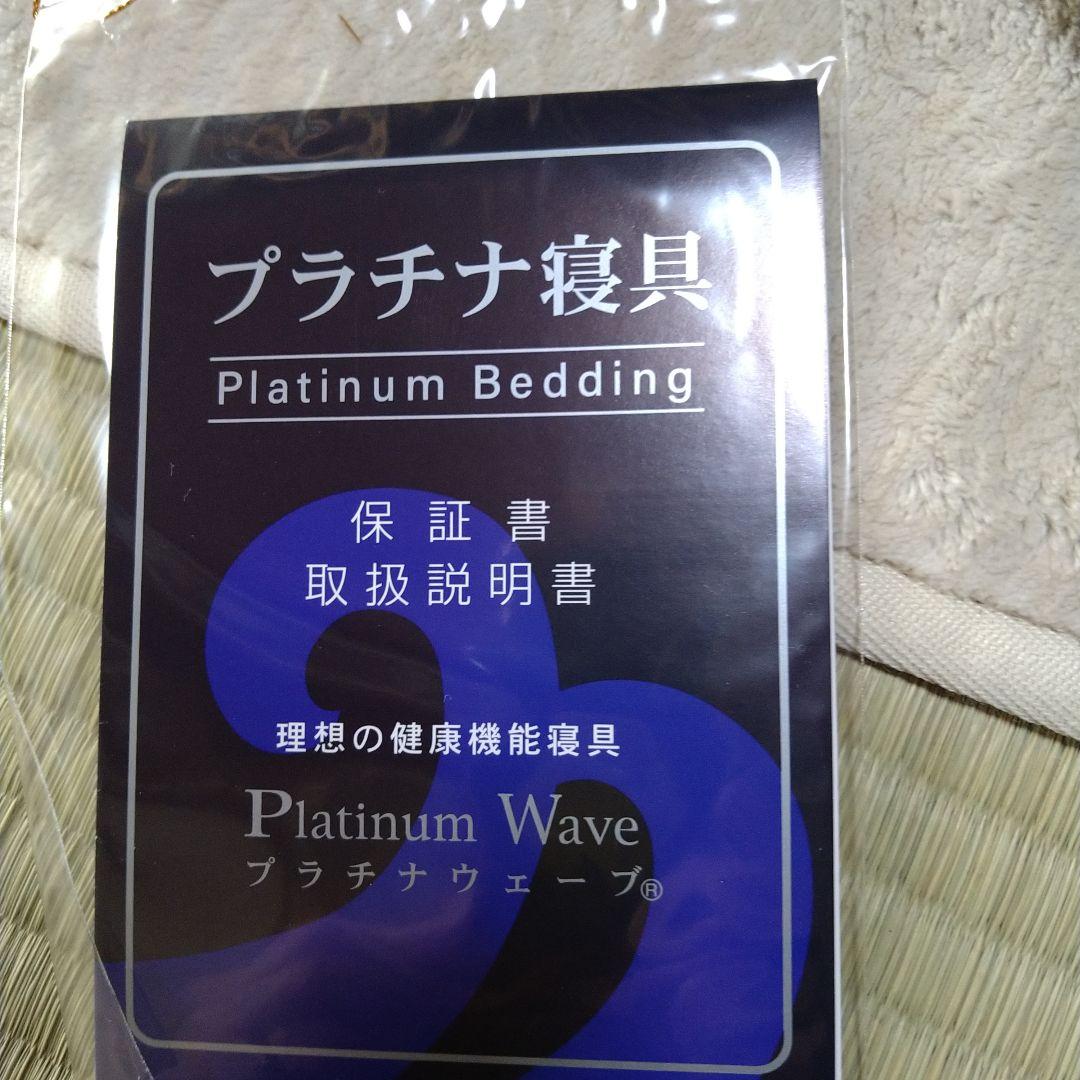 プラチナ寝具
Platinum Bedding
保証書
取扱説明書
理想の健康機能寝具
Platinum Wave
プラチナウェーブ®